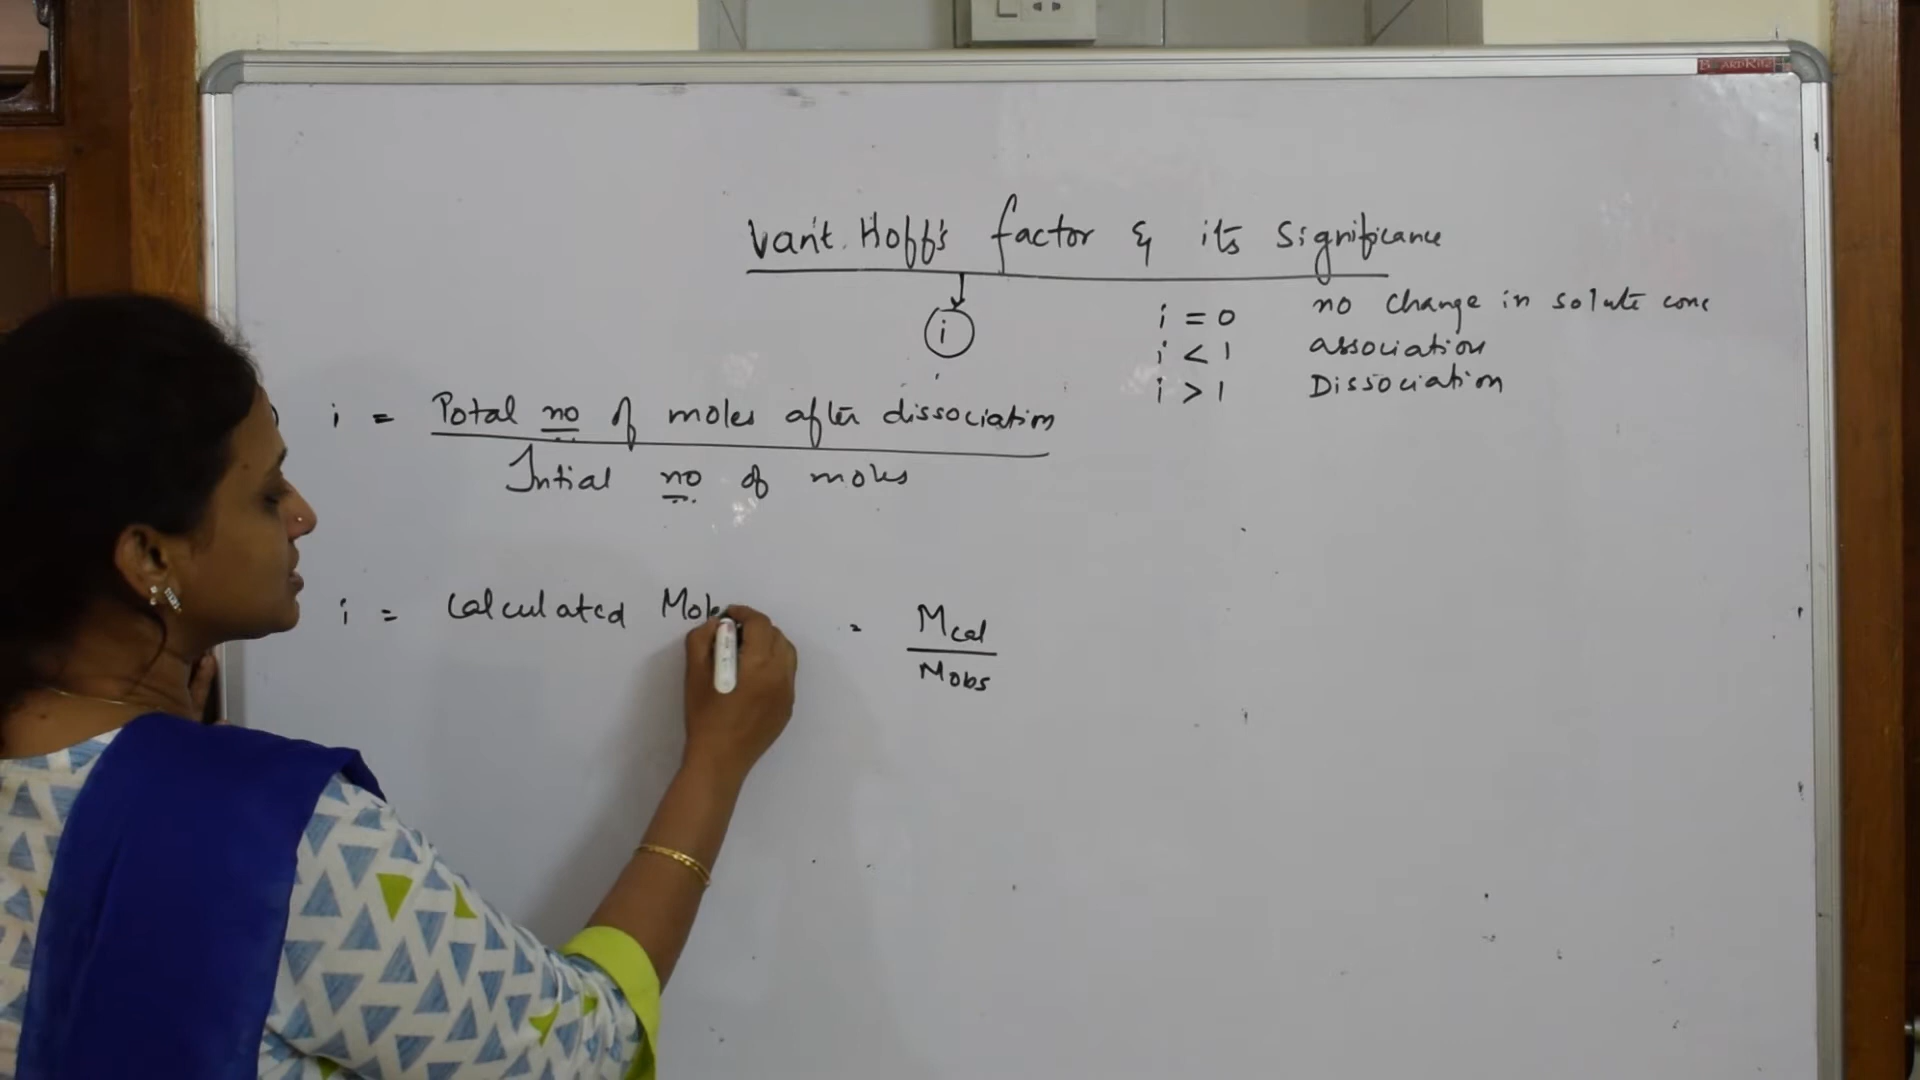 Vant. Hoff's factor & its Significance
i
i = 0 no change in solute conc
i < 1 association
i > 1 Dissociation
i = Total no of moles after dissociation
Intial no of moles
i = Calculated Mole = Mcal
Mobs